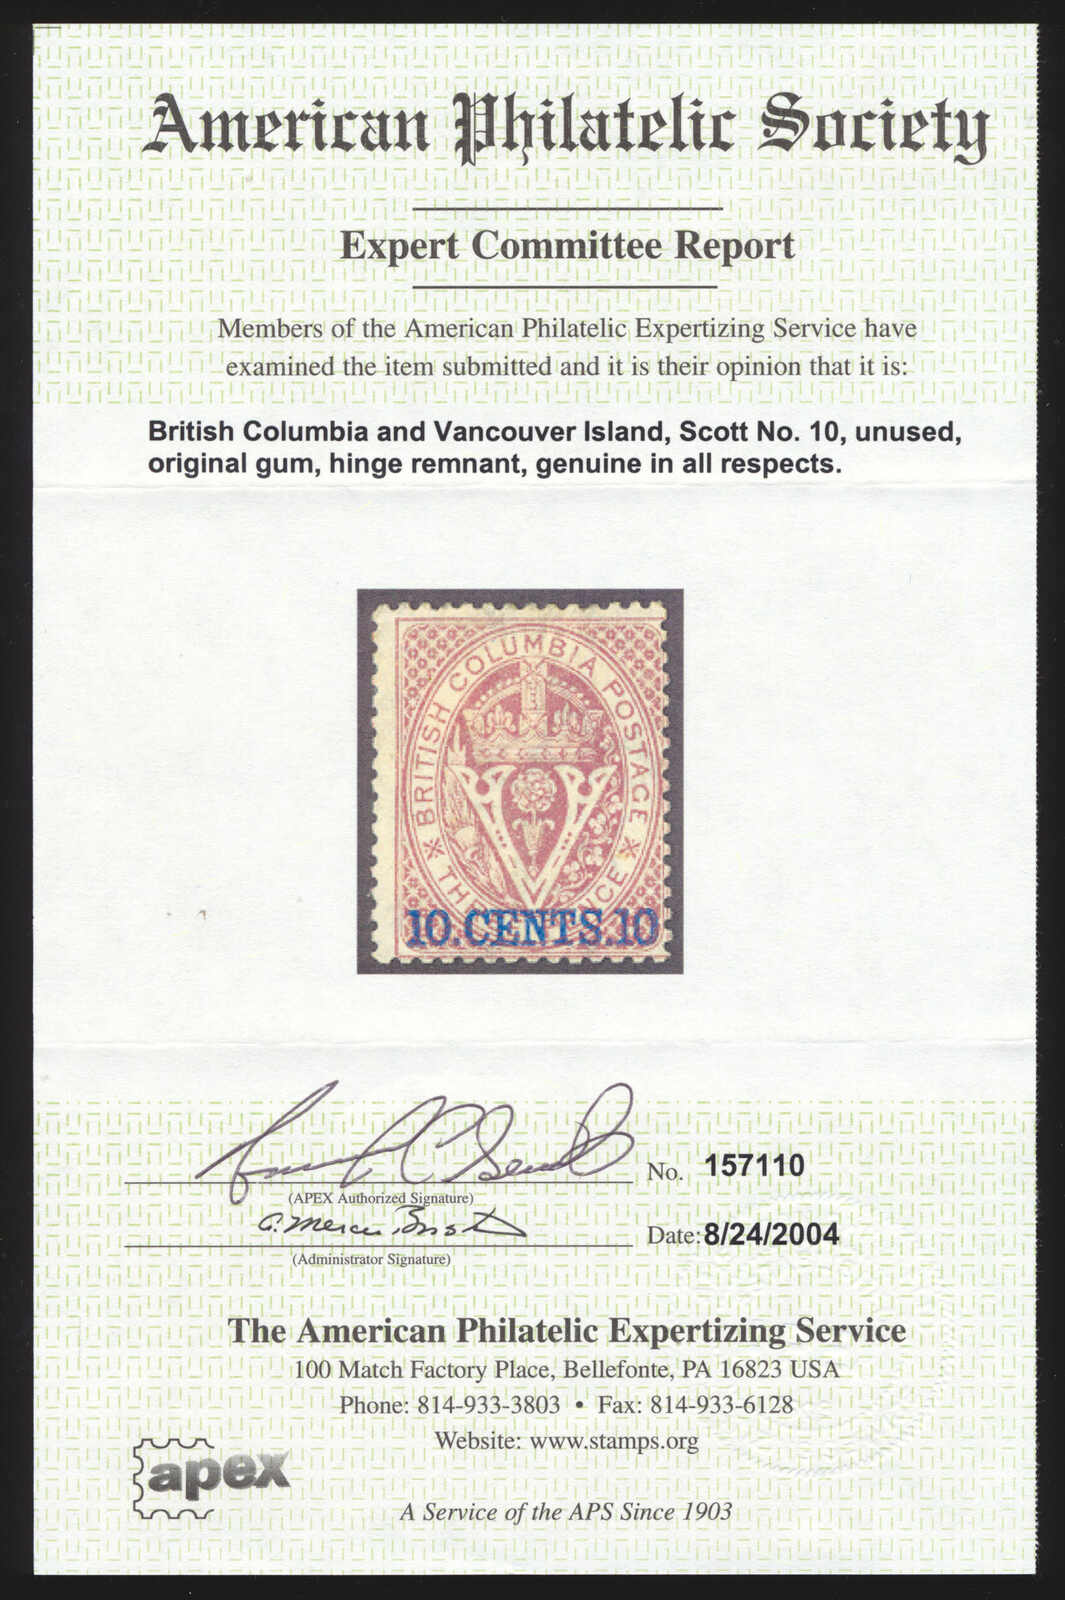 American Philatelic Society
Expert Committee Report
Members of the American Philatelic Expertizing Service have
examined the item submitted and it is their opinion that it is:
British Columbia and Vancouver Island, Scott No. 10, unused,
original gum, hinge remnant, genuine in all respects.
BRITISH COLUMBIA POSTAGE
10.CENTS.10
No. 157110
(APEX Authorized Signature)
Date: 8/24/2004
(Administrator Signature)
The American Philatelic Expertizing Service
100 Match Factory Place, Bellefonte, PA 16823 USA
Phone: 814-933-3803 • Fax: 814-933-6128
Website: www.stamps.org
apex
A Service of the APS Since 1903